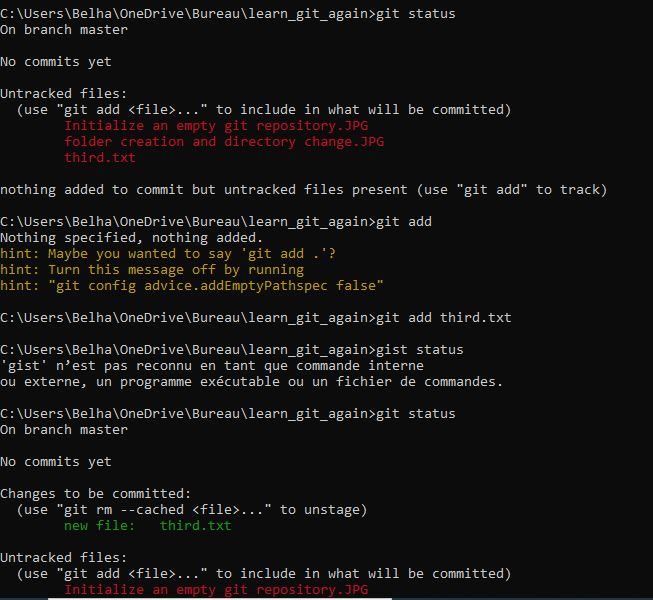 C:\Users\Belha\OneDrive\Bureau\learn_git_again>git status
On branch master
No commits yet
Untracked files:
  (use "git add <file>..." to include in what will be committed)
        Initialize an empty git repository.JPG
        folder creation and directory change.JPG
        third.txt
nothing added to commit but untracked files present (use "git add" to track)
C:\Users\Belha\OneDrive\Bureau\learn_git_again>git add
Nothing specified, nothing added.
hint: Maybe you wanted to say 'git add .'?
hint: Turn this message off by running
hint: "git config advice.addEmptyPathspec false"
C:\Users\Belha\OneDrive\Bureau\learn_git_again>git add third.txt
C:\Users\Belha\OneDrive\Bureau\learn_git_again>gist status
'gist' n’est pas reconnu en tant que commande interne
ou externe, un programme exécutable ou un fichier de commandes.
C:\Users\Belha\OneDrive\Bureau\learn_git_again>git status
On branch master
No commits yet
Changes to be committed:
  (use "git rm --cached <file>..." to unstage)
        new file:   third.txt
Untracked files:
  (use "git add <file>..." to include in what will be committed)
        Initialize an empty git repository.JPG